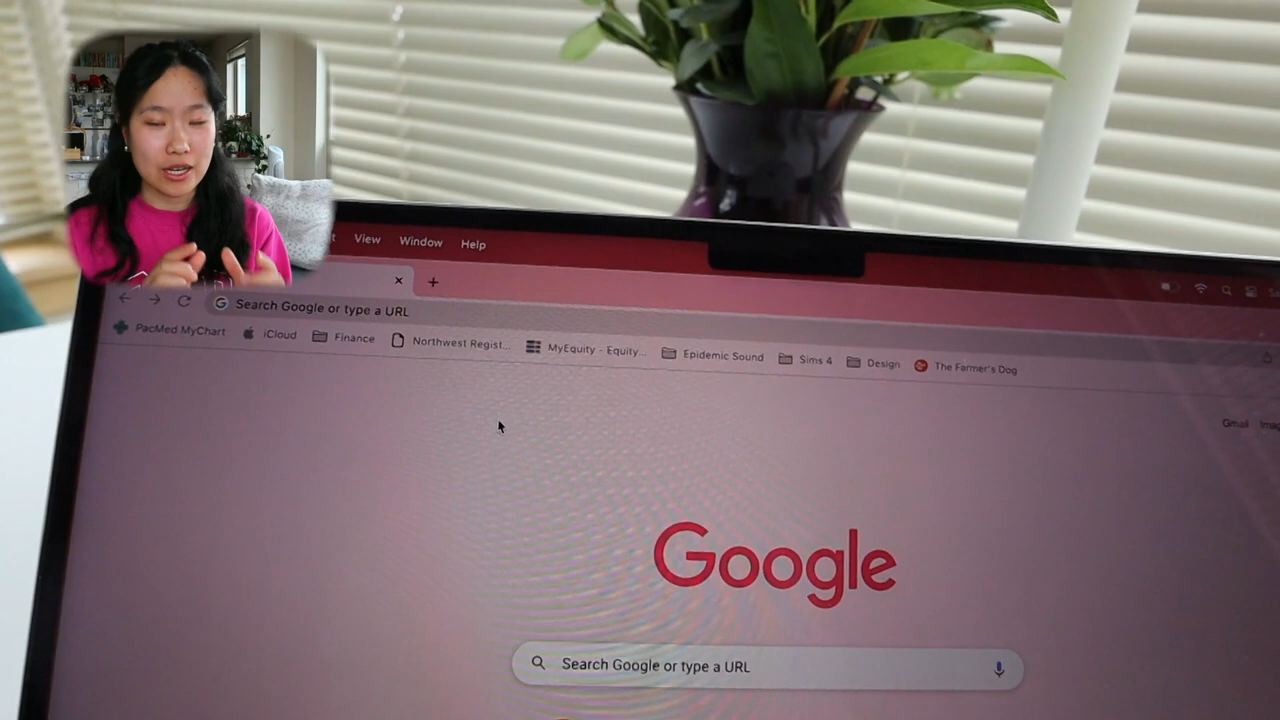 View Window Help
Search Google or type a URL
PacMed MyChart iCloud Finance Northwest Regist... MyEquity - Equity... Epidemic Sound Sims 4 Design The Farmer's Dog
Gmail
Google
Search Google or type a URL